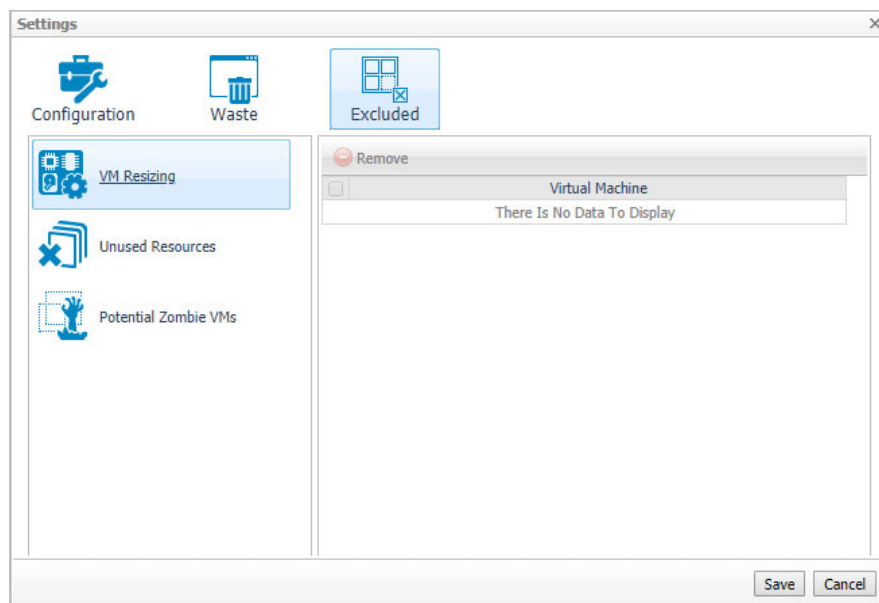 Settings
Configuration Waste Excluded
VM Resizing
Unused Resources
Potential Zombie VMs
Remove
Virtual Machine
There Is No Data To Display
Save Cancel